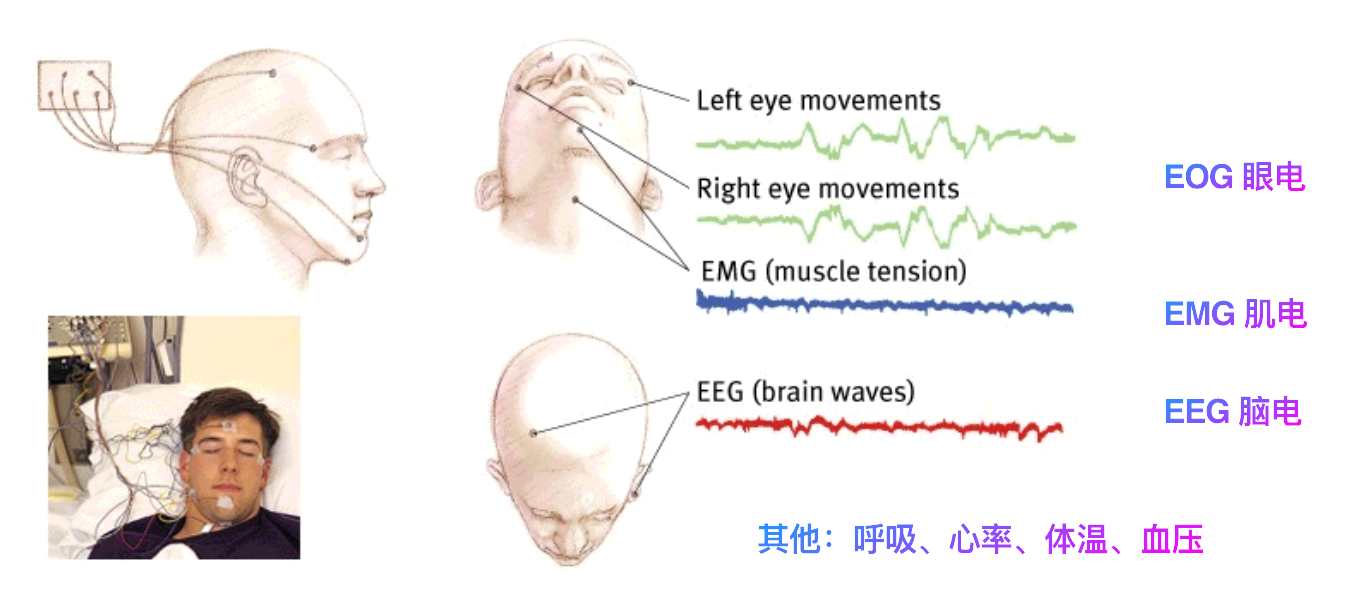 Left eye movements
EOG 眼电
Right eye movements
EMG (muscle tension)
EMG 肌电
EEG (brain waves)
EEG 脑电
其他：呼吸、心率、体温、血压